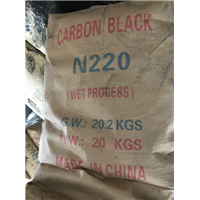 CARBON BLACK
N220
(WET PROCESS)
G.W.: 20.2 KGS
N.W.: 20 KGS
MADE IN CHINA